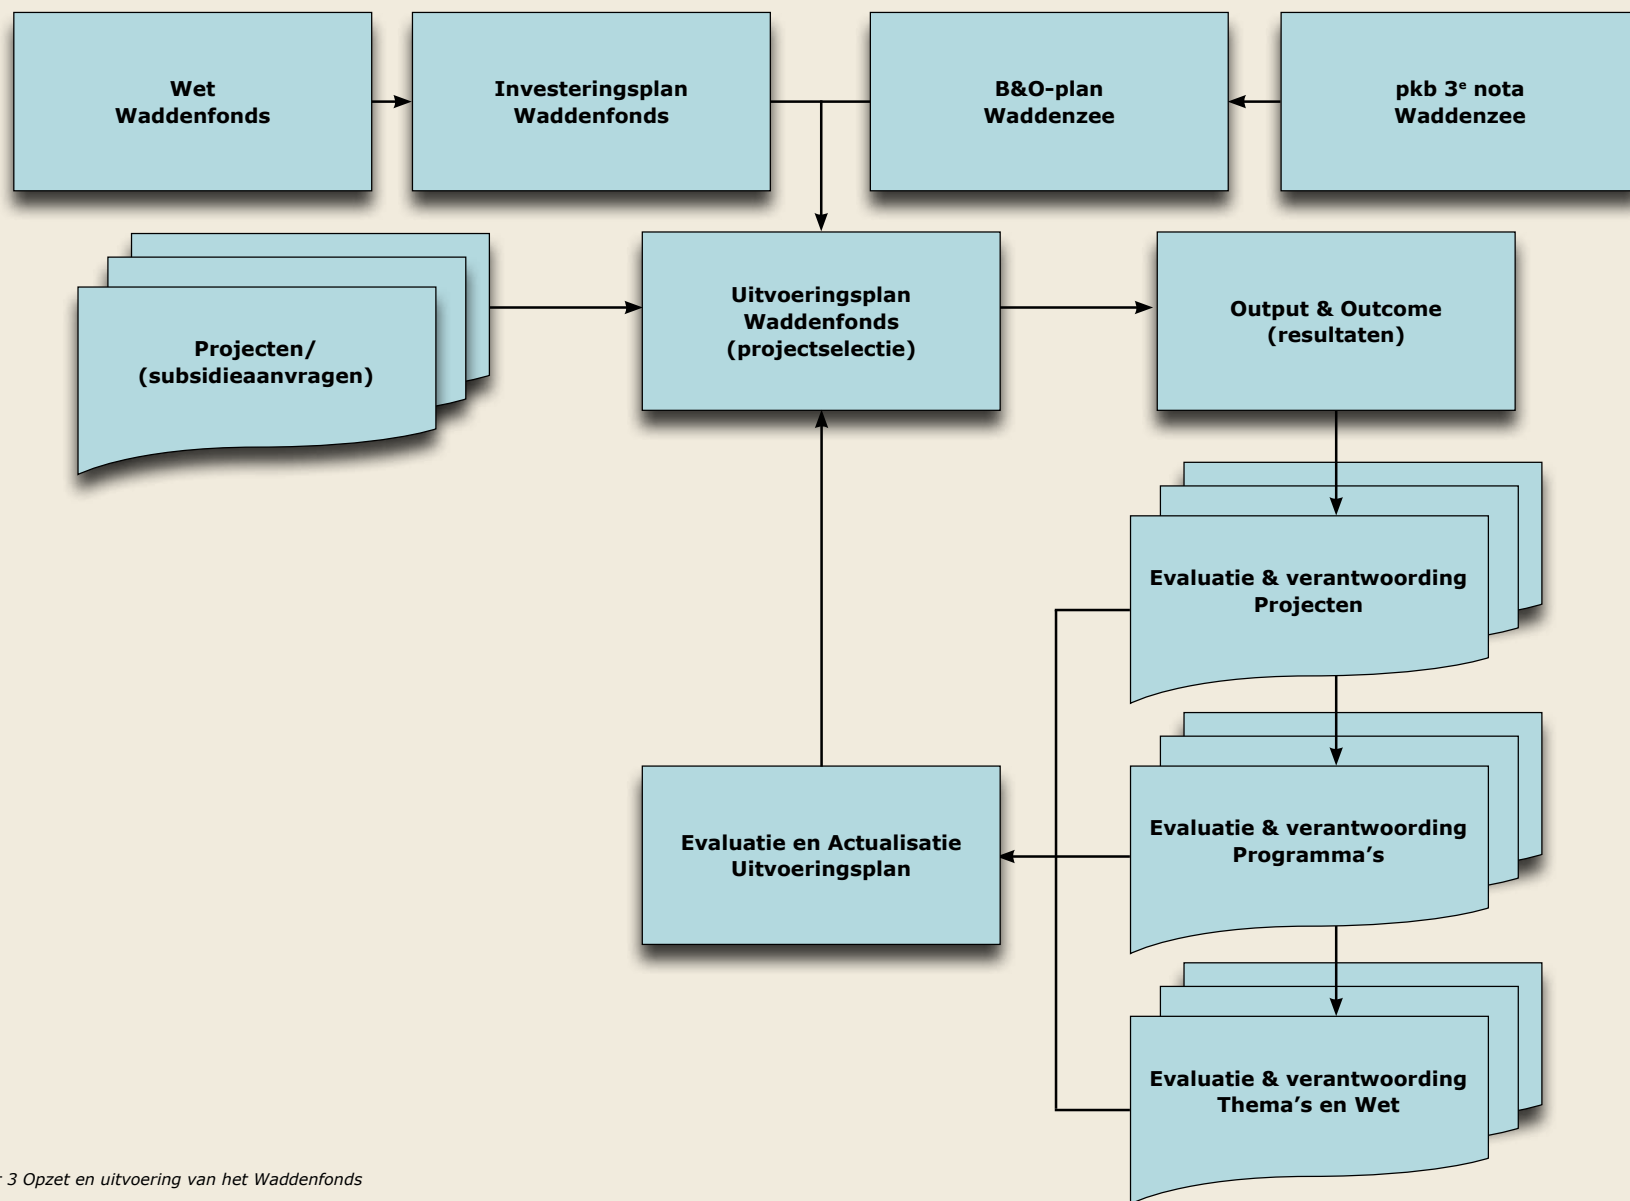 Wet
Waddenfonds
Investeringsplan
Waddenfonds
B&O-plan
Waddenzee
pkb 3e nota
Waddenzee
Projecten/
(subsidieaanvragen)
Uitvoeringsplan
Waddenfonds
(projectselectie)
Output & Outcome
(resultaten)
Evaluatie & verantwoording
Projecten
Evaluatie en Actualisatie
Uitvoeringsplan
Evaluatie & verantwoording
Programma’s
Evaluatie & verantwoording
Thema’s en Wet
3 Opzet en uitvoering van het Waddenfonds